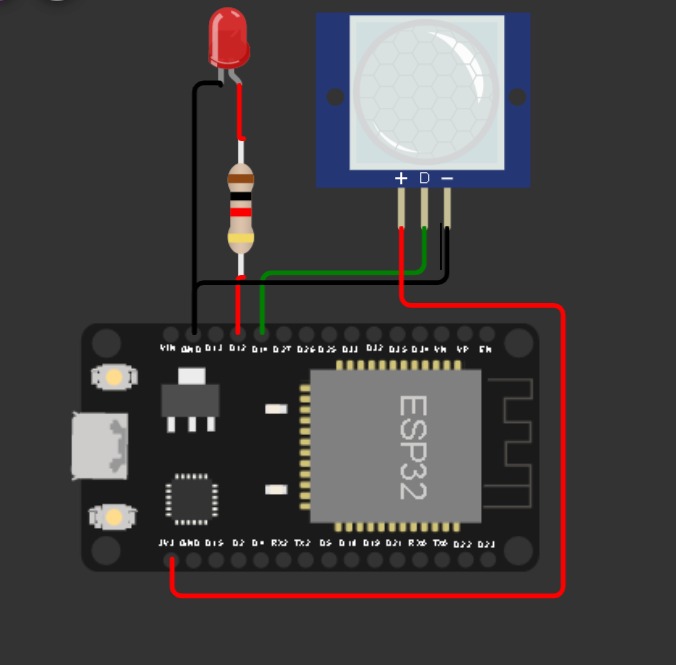 + D −
VIN GND D13 D12 D14 D27 D26 D25 D33 D32 D35 D34 VN VP EN
ESP32
3V3 GND D15 D2 D4 RX2 TX2 D5 D18 D19 D21 RX0 TX0 D22 D23